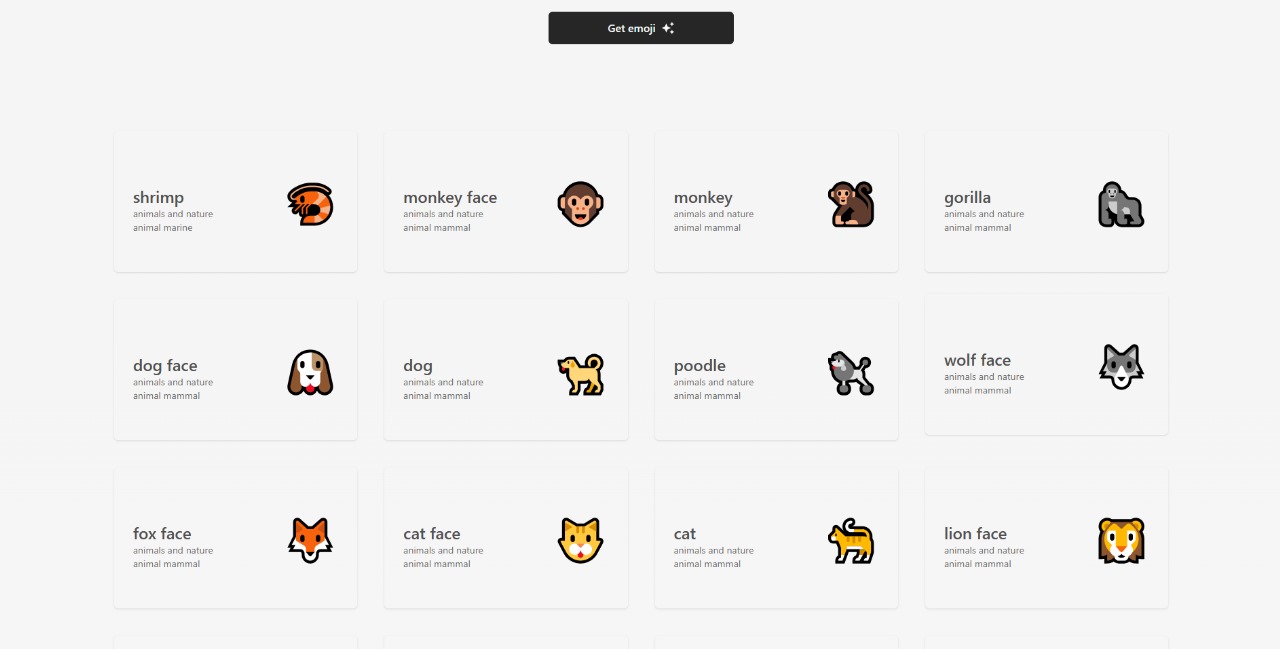 Get emoji
shrimp
animals and nature
animal marine
monkey face
animals and nature
animal mammal
monkey
animals and nature
animal mammal
gorilla
animals and nature
animal mammal
dog face
animals and nature
animal mammal
dog
animals and nature
animal mammal
poodle
animals and nature
animal mammal
wolf face
animals and nature
animal mammal
fox face
animals and nature
animal mammal
cat face
animals and nature
animal mammal
cat
animals and nature
animal mammal
lion face
animals and nature
animal mammal